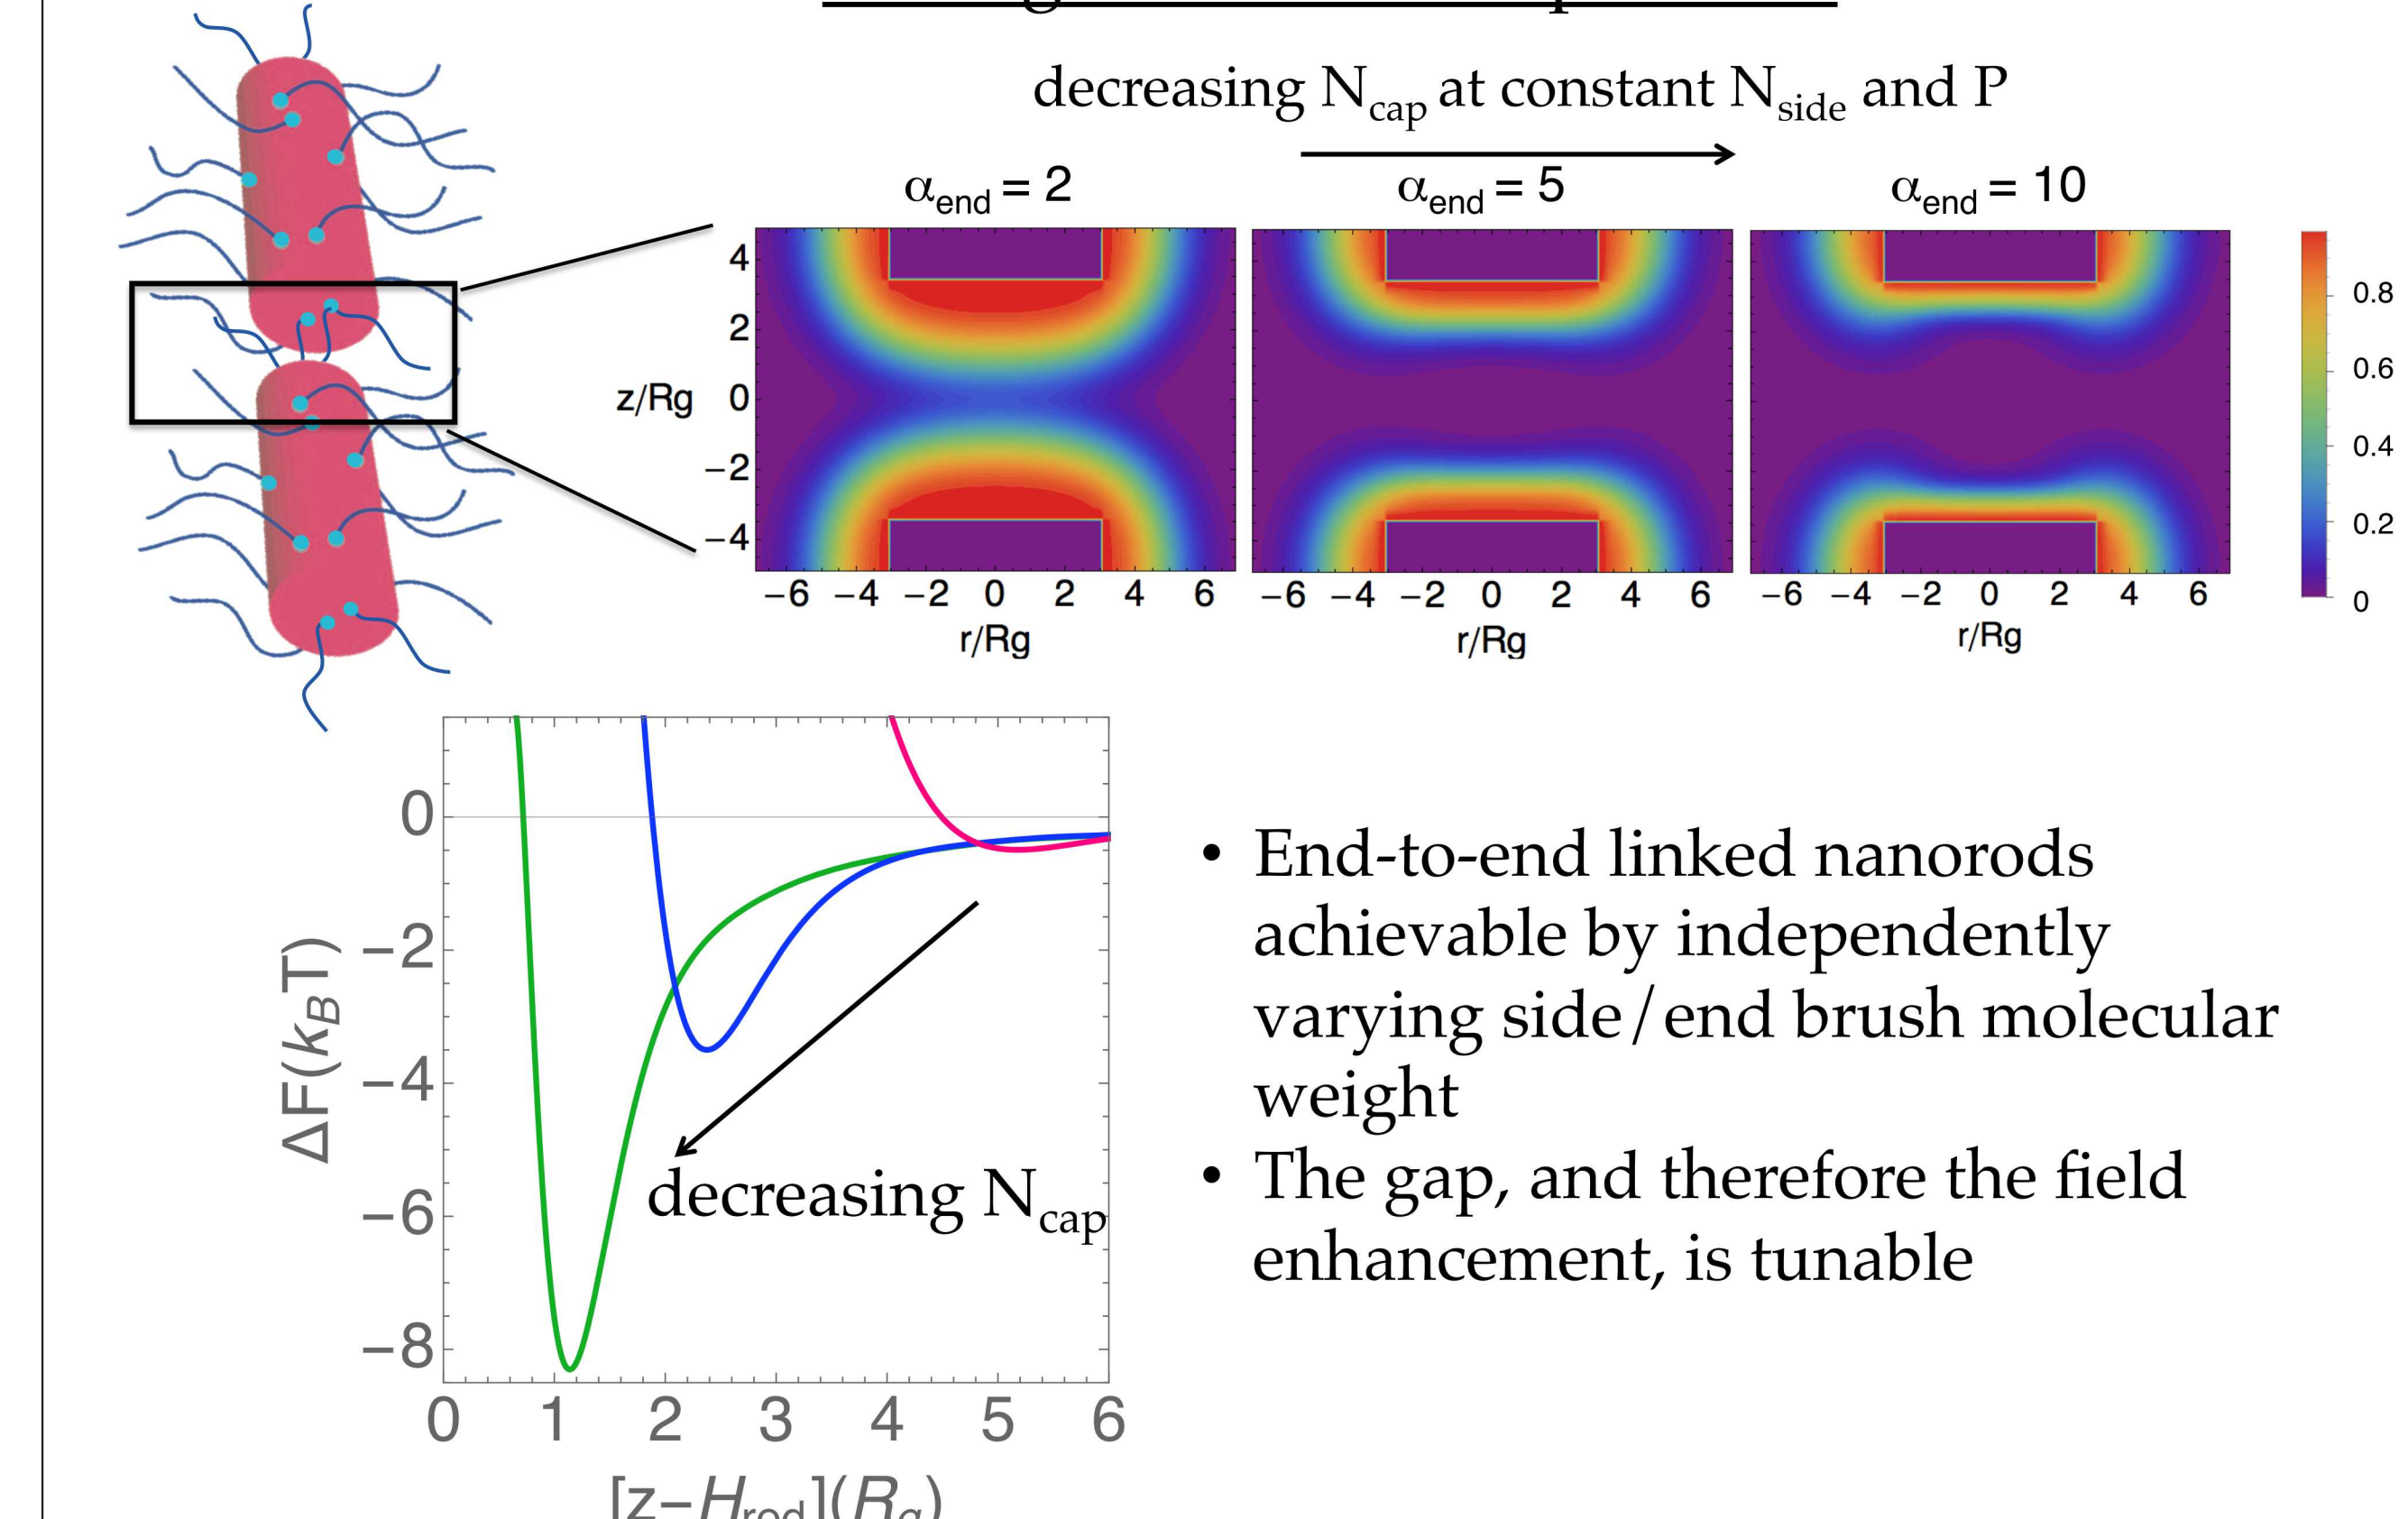 decreasing N_cap at constant N_side and P
α_end = 2
α_end = 5
α_end = 10
z/Rg
4
2
0
−2
−4
−6 −4 −2 0 2 4 6
r/Rg
−6 −4 −2 0 2 4 6
r/Rg
−6 −4 −2 0 2 4 6
r/Rg
0.8
0.6
0.4
0.2
0
ΔF(k_BT)
0
−2
−4
−6
−8
0 1 2 3 4 5 6
decreasing N_cap
[z−H_rod](R_g)
• End-to-end linked nanorods
achievable by independently
varying side/end brush molecular
weight
• The gap, and therefore the field
enhancement, is tunable